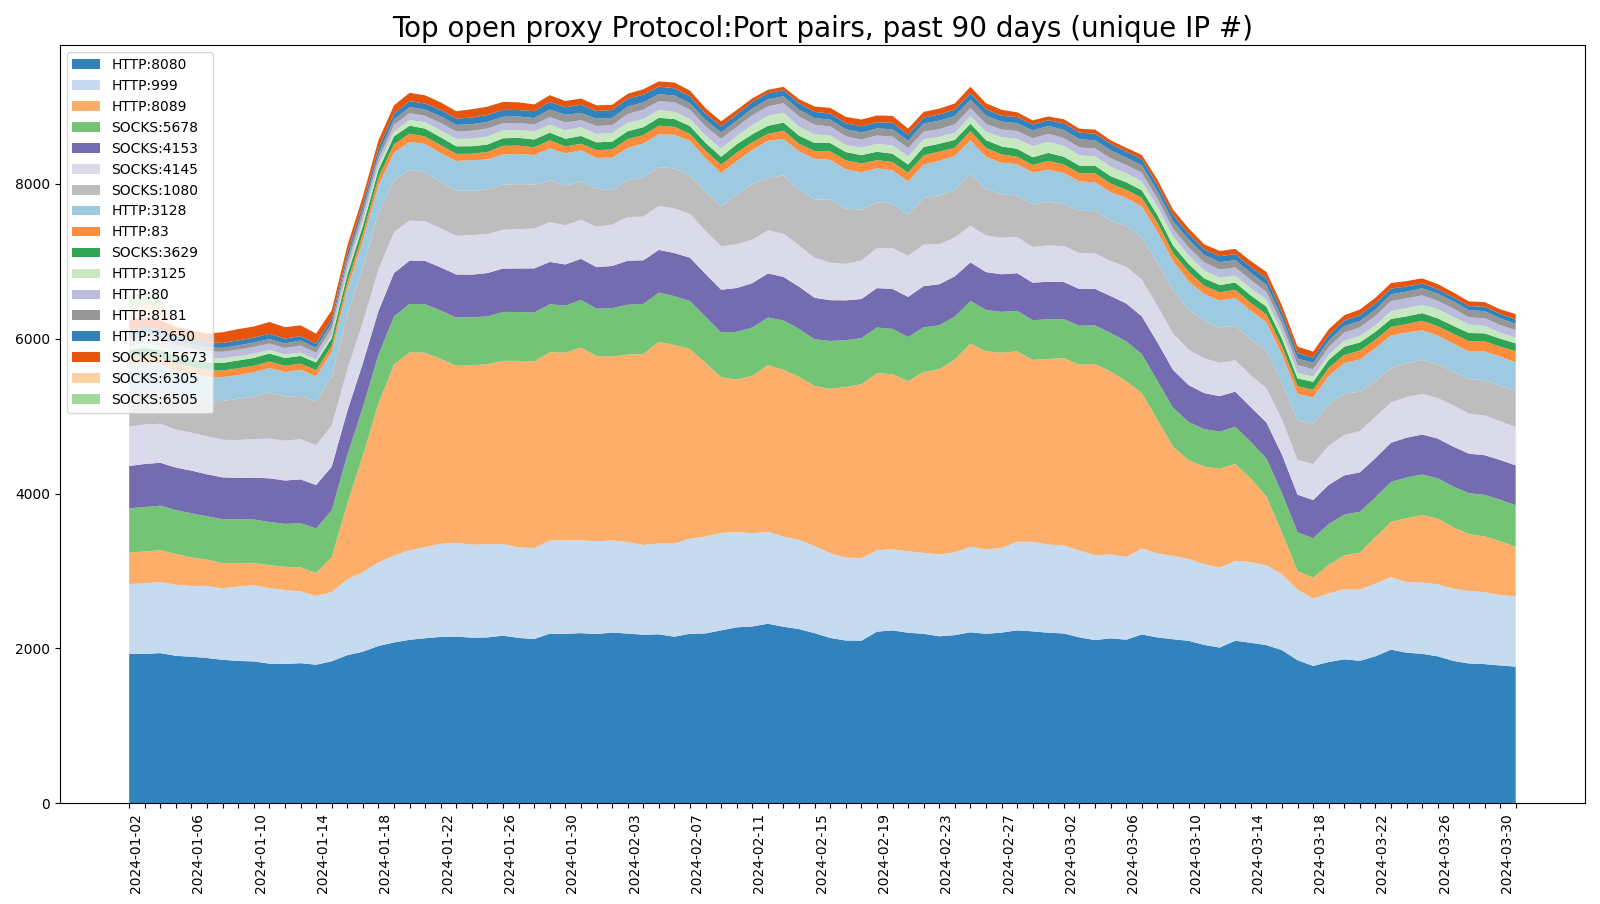 Top open proxy Protocol:Port pairs, past 90 days (unique IP #)
HTTP:8080
HTTP:999
HTTP:8089
SOCKS:5678
SOCKS:4153
SOCKS:4145
SOCKS:1080
HTTP:3128
HTTP:83
SOCKS:3629
HTTP:3125
HTTP:80
HTTP:8181
HTTP:32650
SOCKS:15673
SOCKS:6305
SOCKS:6505
8000
6000
4000
2000
0
2024-01-02
2024-01-06
2024-01-10
2024-01-14
2024-01-18
2024-01-22
2024-01-26
2024-01-30
2024-02-03
2024-02-07
2024-02-11
2024-02-15
2024-02-19
2024-02-23
2024-02-27
2024-03-02
2024-03-06
2024-03-10
2024-03-14
2024-03-18
2024-03-22
2024-03-26
2024-03-30